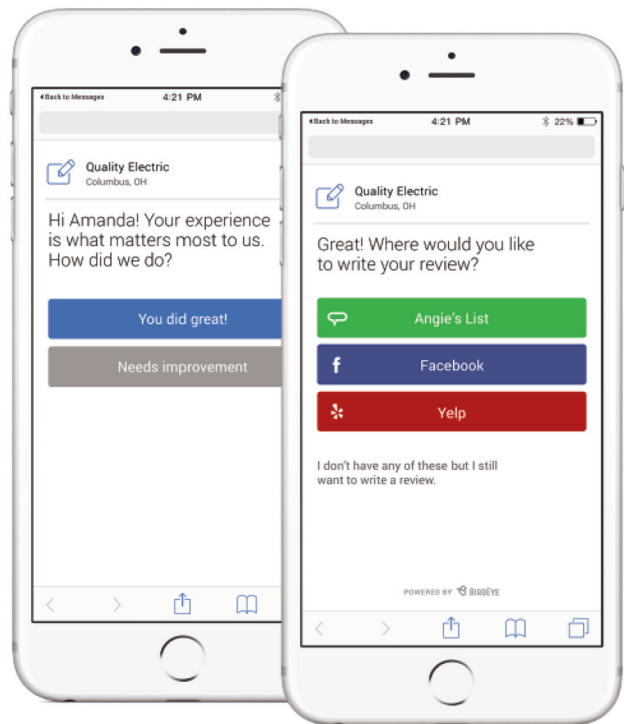 Back to Messages
4:21 PM
Quality Electric
Columbus, OH
Hi Amanda! Your experience
is what matters most to us.
How did we do?
You did great!
Needs improvement
Back to Messages
4:21 PM
22%
Quality Electric
Columbus, OH
Great! Where would you like
to write your review?
Angie's List
f
Facebook
Yelp
I don't have any of these but I still
want to write a review.
POWERED BY BIRDEYE